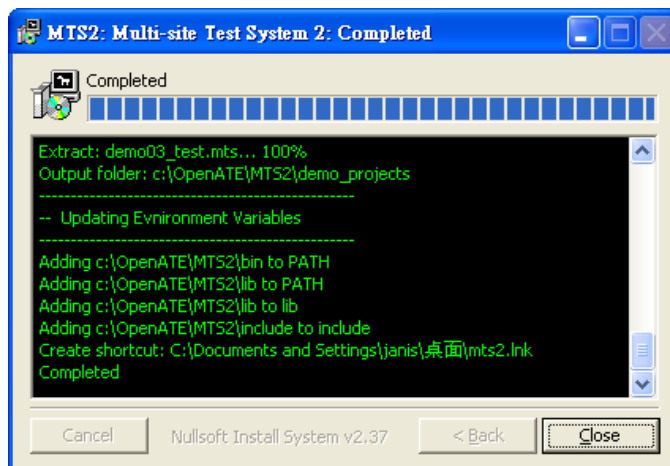 MTS2: Multi-site Test System 2: Completed
Completed
Extract: demo03_test.mts... 100%
Output folder: c:\OpenATE\MTS2\demo_projects
--------------------------------------------------
-- Updating Evnironment Variables
--------------------------------------------------
Adding c:\OpenATE\MTS2\bin to PATH
Adding c:\OpenATE\MTS2\lib to PATH
Adding c:\OpenATE\MTS2\lib to lib
Adding c:\OpenATE\MTS2\include to include
Create shortcut: C:\Documents and Settings\janis\桌面\mts2.lnk
Completed
Cancel Nullsoft Install System v2.37 < Back Close